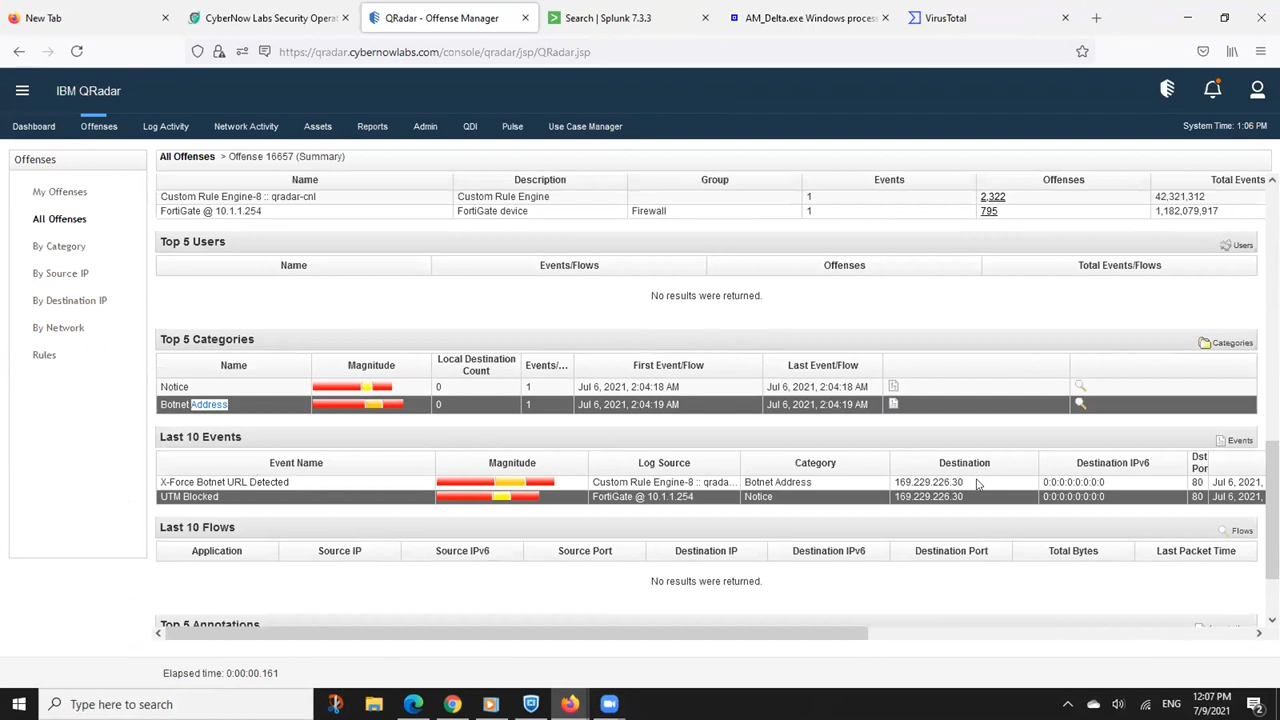 New Tab
CyberNow Labs Security Operat
QRadar - Offense Manager
Search | Splunk 7.3.3
AM_Delta.exe Windows process
VirusTotal
https://qradar.cybernowlabs.com/console/qradar/jsp/QRadar.jsp
IBM QRadar
Dashboard Offenses Log Activity Network Activity Assets Reports Admin QDI Pulse Use Case Manager System Time: 1:06 PM
Offenses
All Offenses > Offense 16657 (Summary)
My Offenses
All Offenses
By Category
By Source IP
By Destination IP
By Network
Rules
Name Description Group Events Offenses Total Events
Custom Rule Engine-8 :: qradar-cnl Custom Rule Engine 1 2,322 42,321,312
FortiGate @ 10.1.1.254 FortiGate device Firewall 1 795 1,182,079,917
Top 5 Users Users
Name Events/Flows Offenses Total Events/Flows
No results were returned.
Top 5 Categories Categories
Name Magnitude Local Destination Count Events/... First Event/Flow Last Event/Flow
Notice 0 1 Jul 6, 2021, 2:04:18 AM Jul 6, 2021, 2:04:18 AM
Botnet Address 0 1 Jul 6, 2021, 2:04:19 AM Jul 6, 2021, 2:04:19 AM
Last 10 Events Events
Event Name Magnitude Log Source Category Destination Destination IPv6 Dst Por
X-Force Botnet URL Detected Custom Rule Engine-8 :: qrada... Botnet Address 169.229.226.30 0:0:0:0:0:0:0:0 80 Jul 6, 2021,
UTM Blocked FortiGate @ 10.1.1.254 Notice 169.229.226.30 0:0:0:0:0:0:0:0 80 Jul 6, 2021,
Last 10 Flows Flows
Application Source IP Source IPv6 Source Port Destination IP Destination IPv6 Destination Port Total Bytes Last Packet Time
No results were returned.
Top 5 Annotations
Elapsed time: 0:00:00.161
Type here to search
ENG
12:07 PM
7/9/2021
2